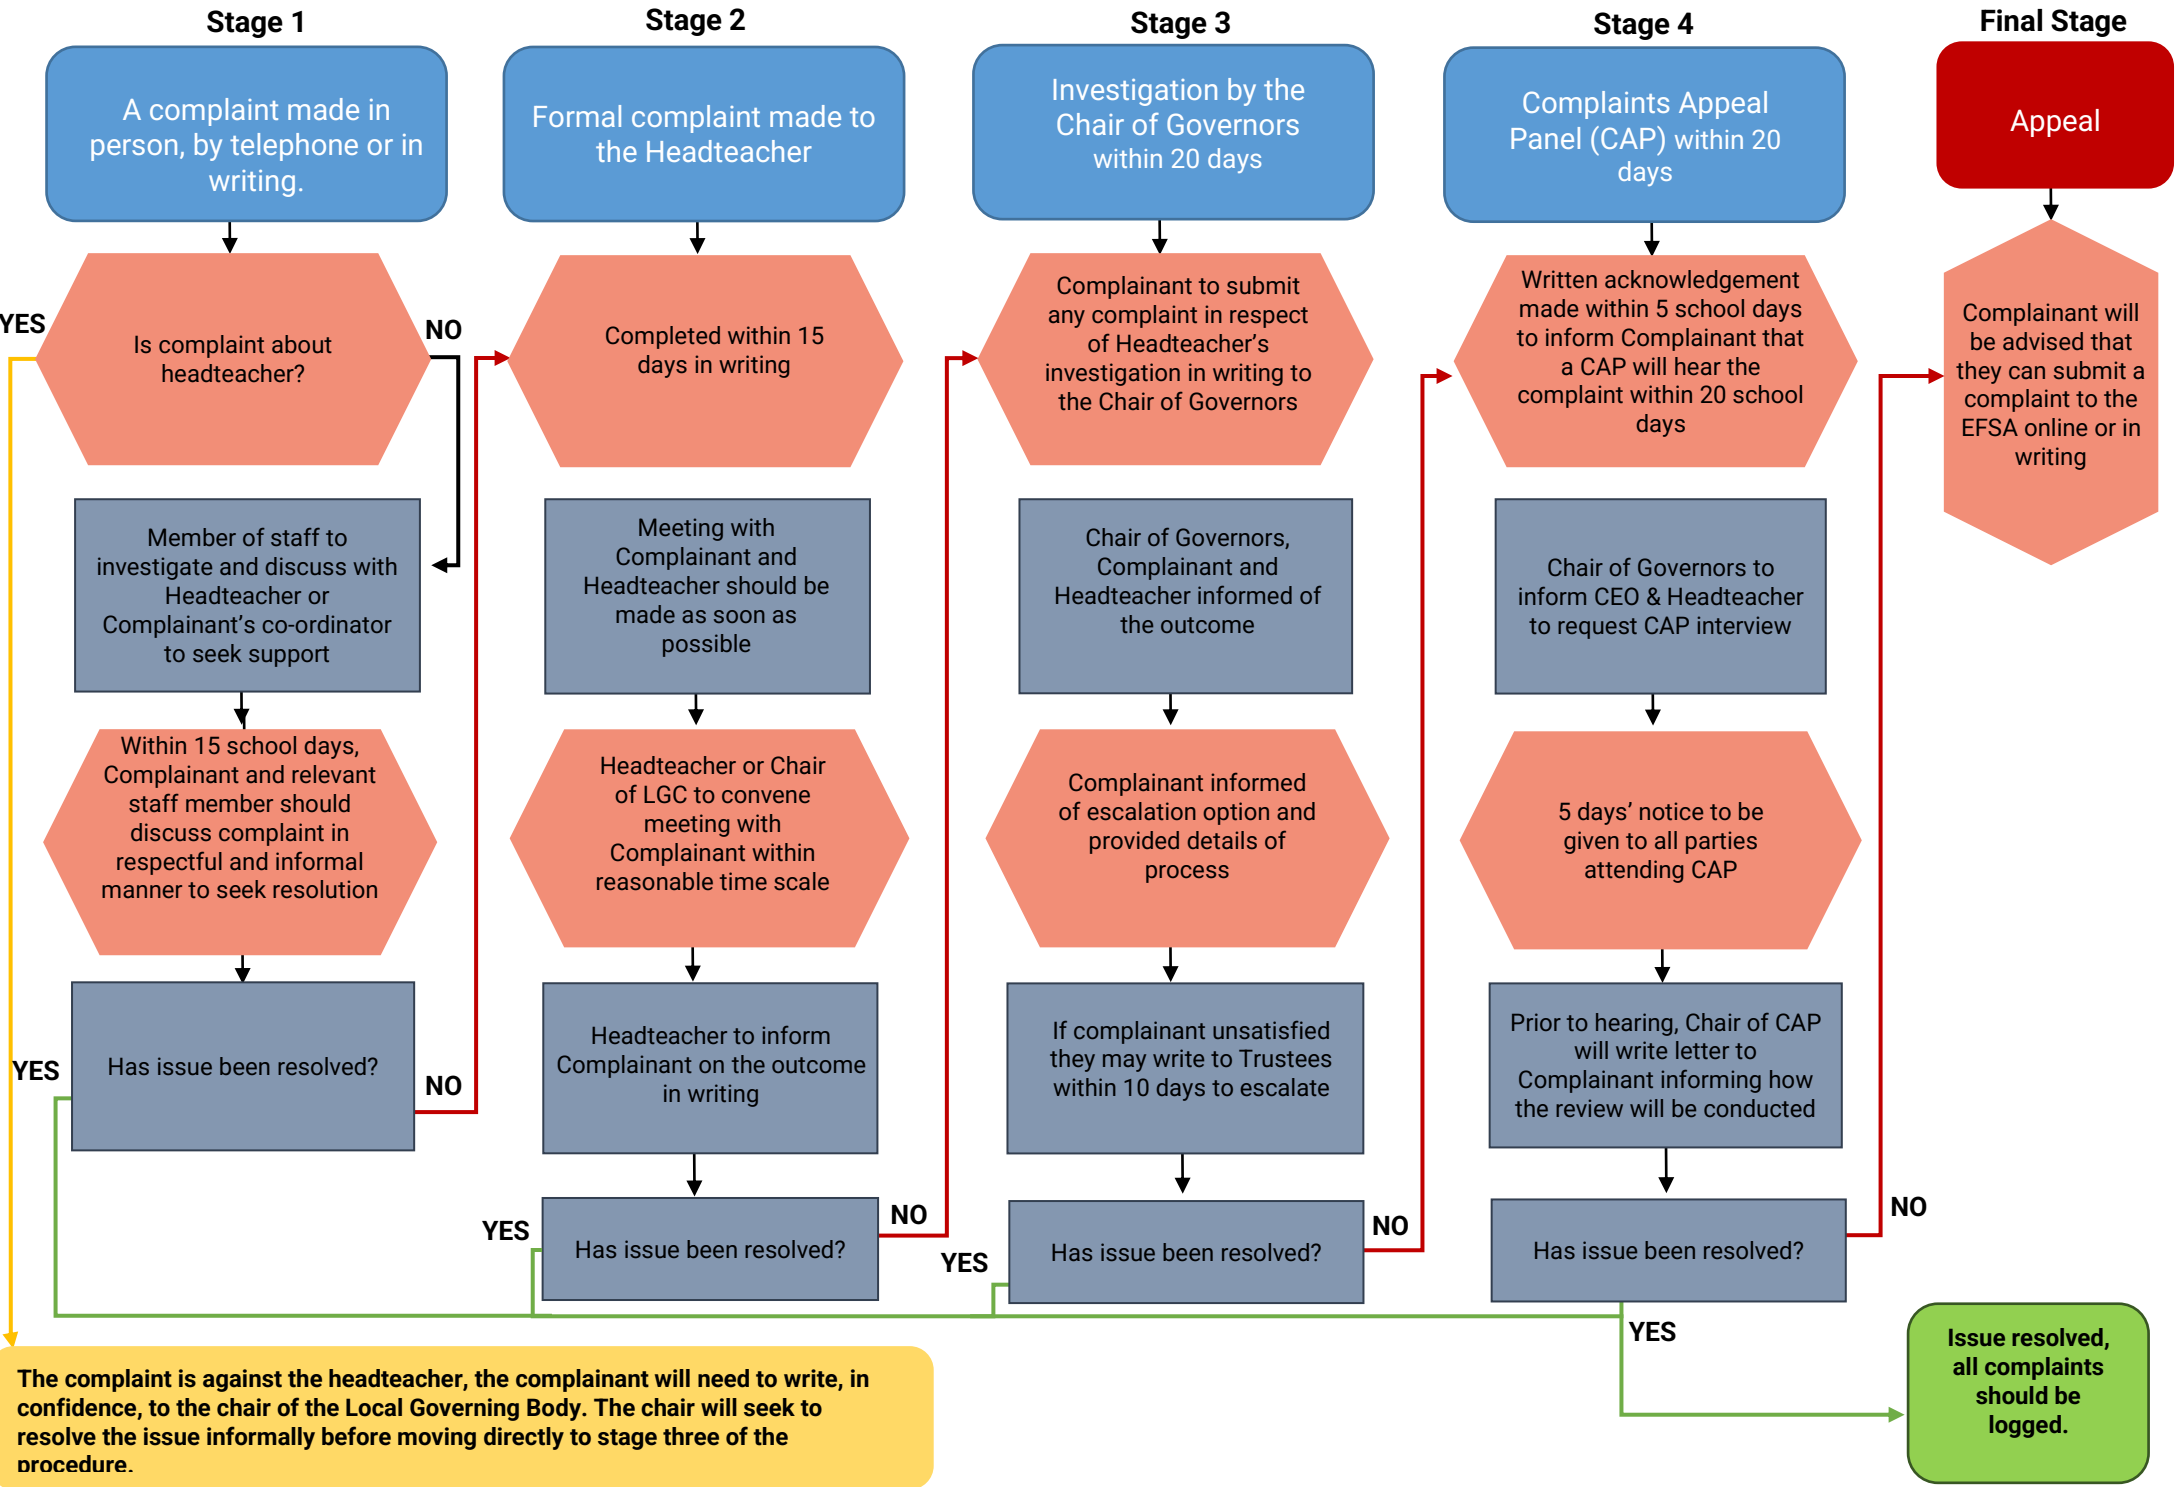 Stage 1
A complaint made in
person, by telephone or in
writing.
YES
NO
Is complaint about
headteacher?
Member of staff to
investigate and discuss with
Headteacher or
Complainant’s co-ordinator
to seek support
Within 15 school days,
Complainant and relevant
staff member should
discuss complaint in
respectful and informal
manner to seek resolution
Has issue been resolved?
YES
NO
Stage 2
Formal complaint made to
the Headteacher
Completed within 15
days in writing
Meeting with
Complainant and
Headteacher should be
made as soon as
possible
Headteacher or Chair
of LGC to convene
meeting with
Complainant within
reasonable time scale
Headteacher to inform
Complainant on the outcome
in writing
YES
Has issue been resolved?
NO
Stage 3
Investigation by the
Chair of Governors
within 20 days
Complainant to submit
any complaint in respect
of Headteacher’s
investigation in writing to
the Chair of Governors
Chair of Governors,
Complainant and
Headteacher informed of
the outcome
Complainant informed
of escalation option and
provided details of
process
If complainant unsatisfied
they may write to Trustees
within 10 days to escalate
YES
Has issue been resolved?
NO
Stage 4
Complaints Appeal
Panel (CAP) within 20
days
Written acknowledgement
made within 5 school days
to inform Complainant that
a CAP will hear the
complaint within 20 school
days
Chair of Governors to
inform CEO & Headteacher
to request CAP interview
5 days’ notice to be
given to all parties
attending CAP
Prior to hearing, Chair of CAP
will write letter to
Complainant informing how
the review will be conducted
Has issue been resolved?
NO
YES
Final Stage
Appeal
Complainant will
be advised that
they can submit a
complaint to the
EFSA online or in
writing
The complaint is against the headteacher, the complainant will need to write, in
confidence, to the chair of the Local Governing Body. The chair will seek to
resolve the issue informally before moving directly to stage three of the
procedure.
Issue resolved,
all complaints
should be
logged.